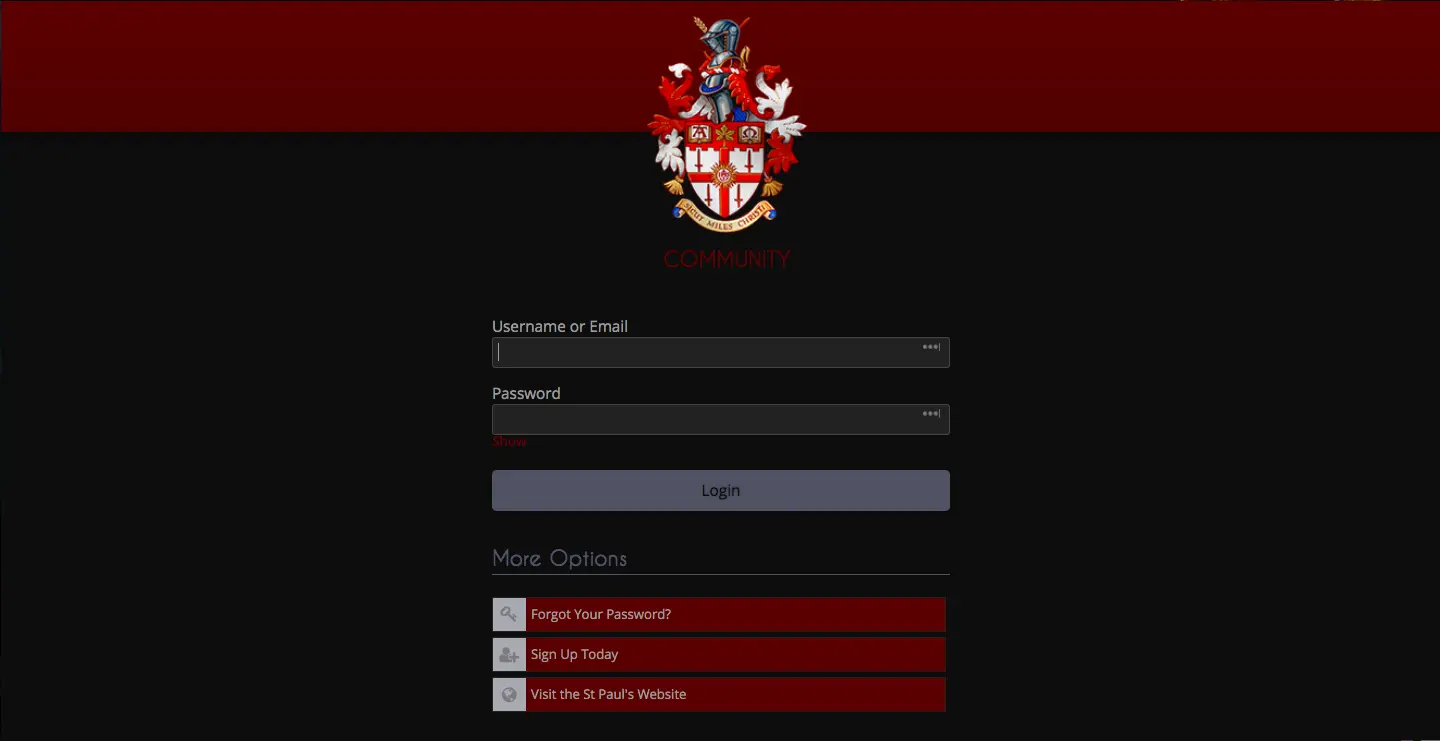 SICUT MILES CHRISTI
COMMUNITY
Username or Email
Password
Show
Login
More Options
Forgot Your Password?
Sign Up Today
Visit the St Paul's Website